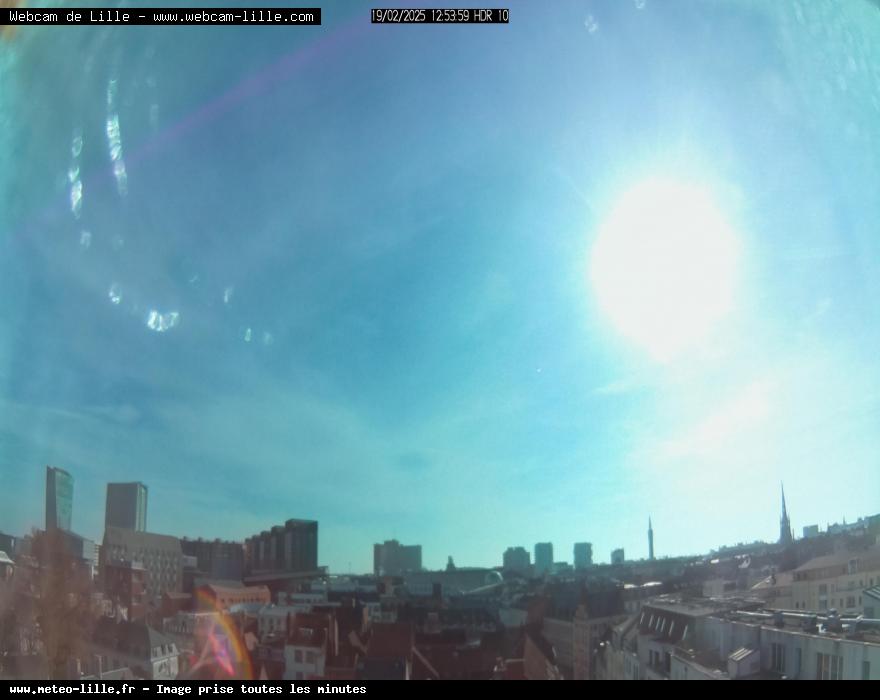 Webcam de Lille - www.webcam-lille.com
19/02/2025 12:53:59 HDR 10
www.meteo-lille.fr - Image prise toutes les minutes